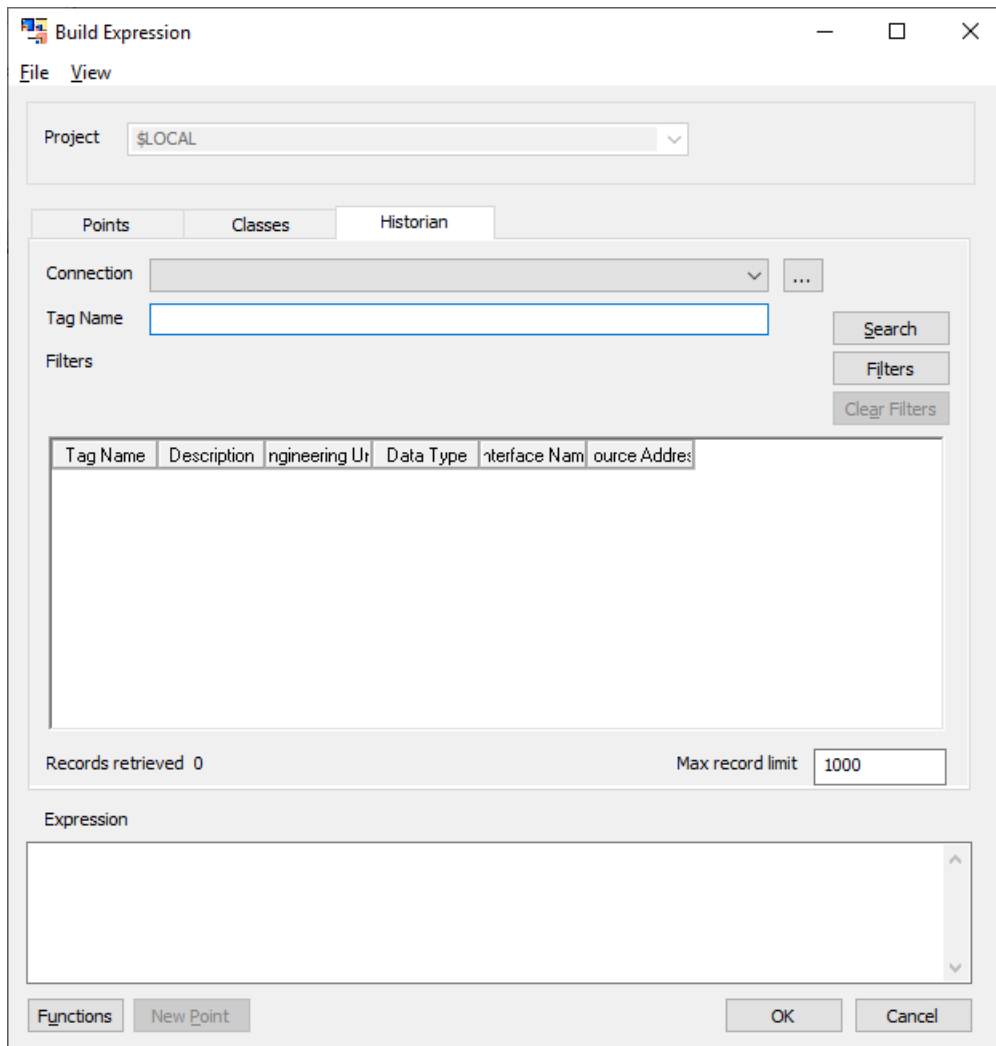 Build Expression
File View
Project $LOCAL
Points Classes Historian
Connection ...
Tag Name
Search
Filters
Filters
Clear Filters
Tag Name Description ngineering Ur Data Type nterface Nam ource Addres
Records retrieved 0 Max record limit 1000
Expression
Functions New Point OK Cancel